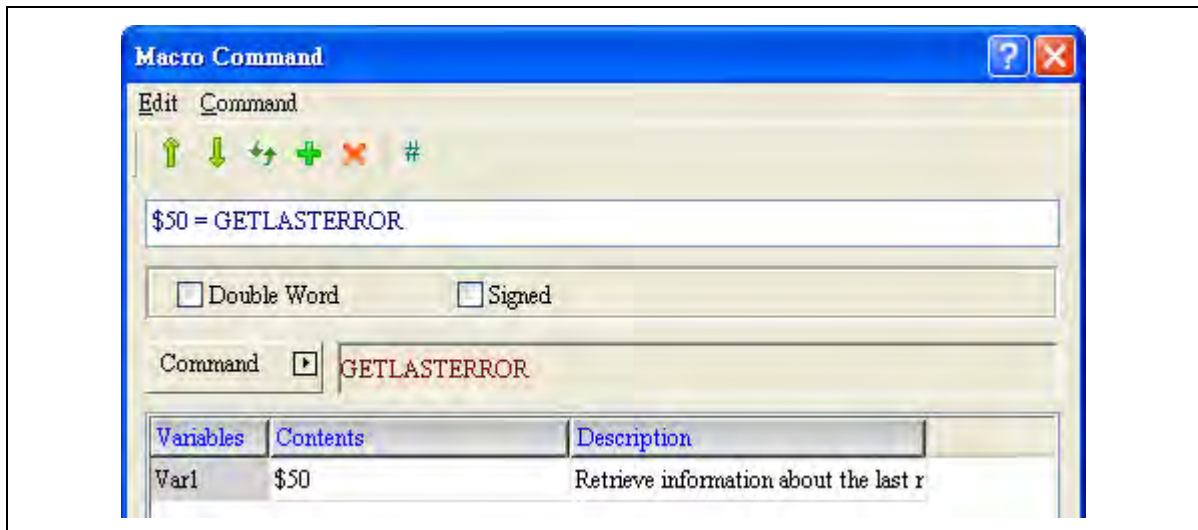 Macro Command
Edit Command
#
$50 = GETLASTERROR
Double Word Signed
Command GETLASTERROR
Variables Contents Description
Var1 $50 Retrieve information about the last r